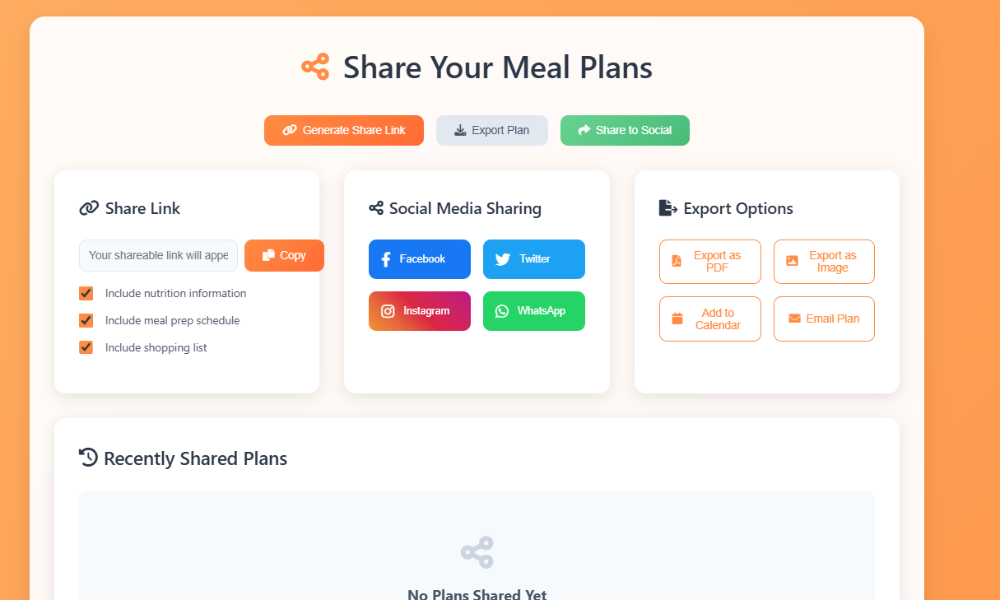 Share Your Meal Plans
Generate Share Link
Export Plan
Share to Social
Share Link
Your shareable link will appe
Copy
Include nutrition information
Include meal prep schedule
Include shopping list
Social Media Sharing
Facebook
Twitter
Instagram
WhatsApp
Export Options
Export as
PDF
Export as
Image
Add to
Calendar
Email Plan
Recently Shared Plans
No Plans Shared Yet